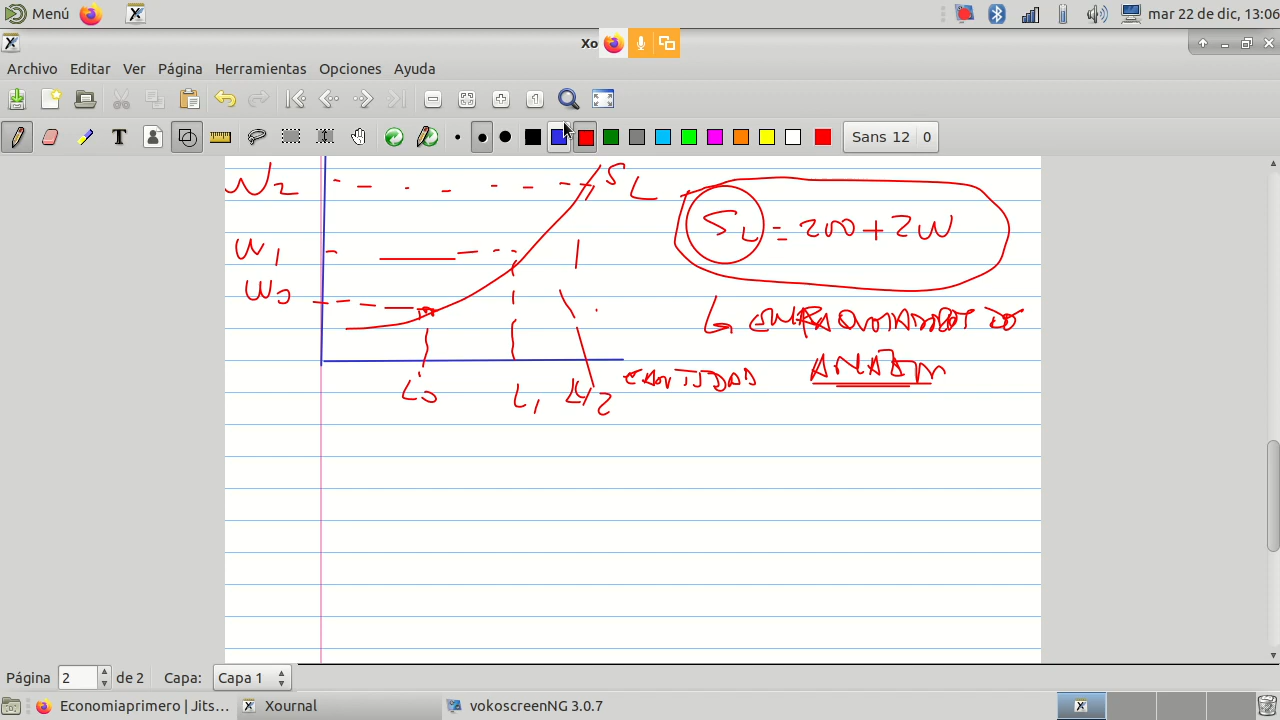 Menú
mar 22 de dic, 13:06
Xo
Archivo Editar Ver Página Herramientas Opciones Ayuda
Sans 12 0
W2
SL
SL = 200 + 2W
W1
W0
L0
L1
L2
CANTIDAD
Página 2 de 2 Capa: Capa 1
Economiaprimero | Jits...
Xournal
vokoscreenNG 3.0.7